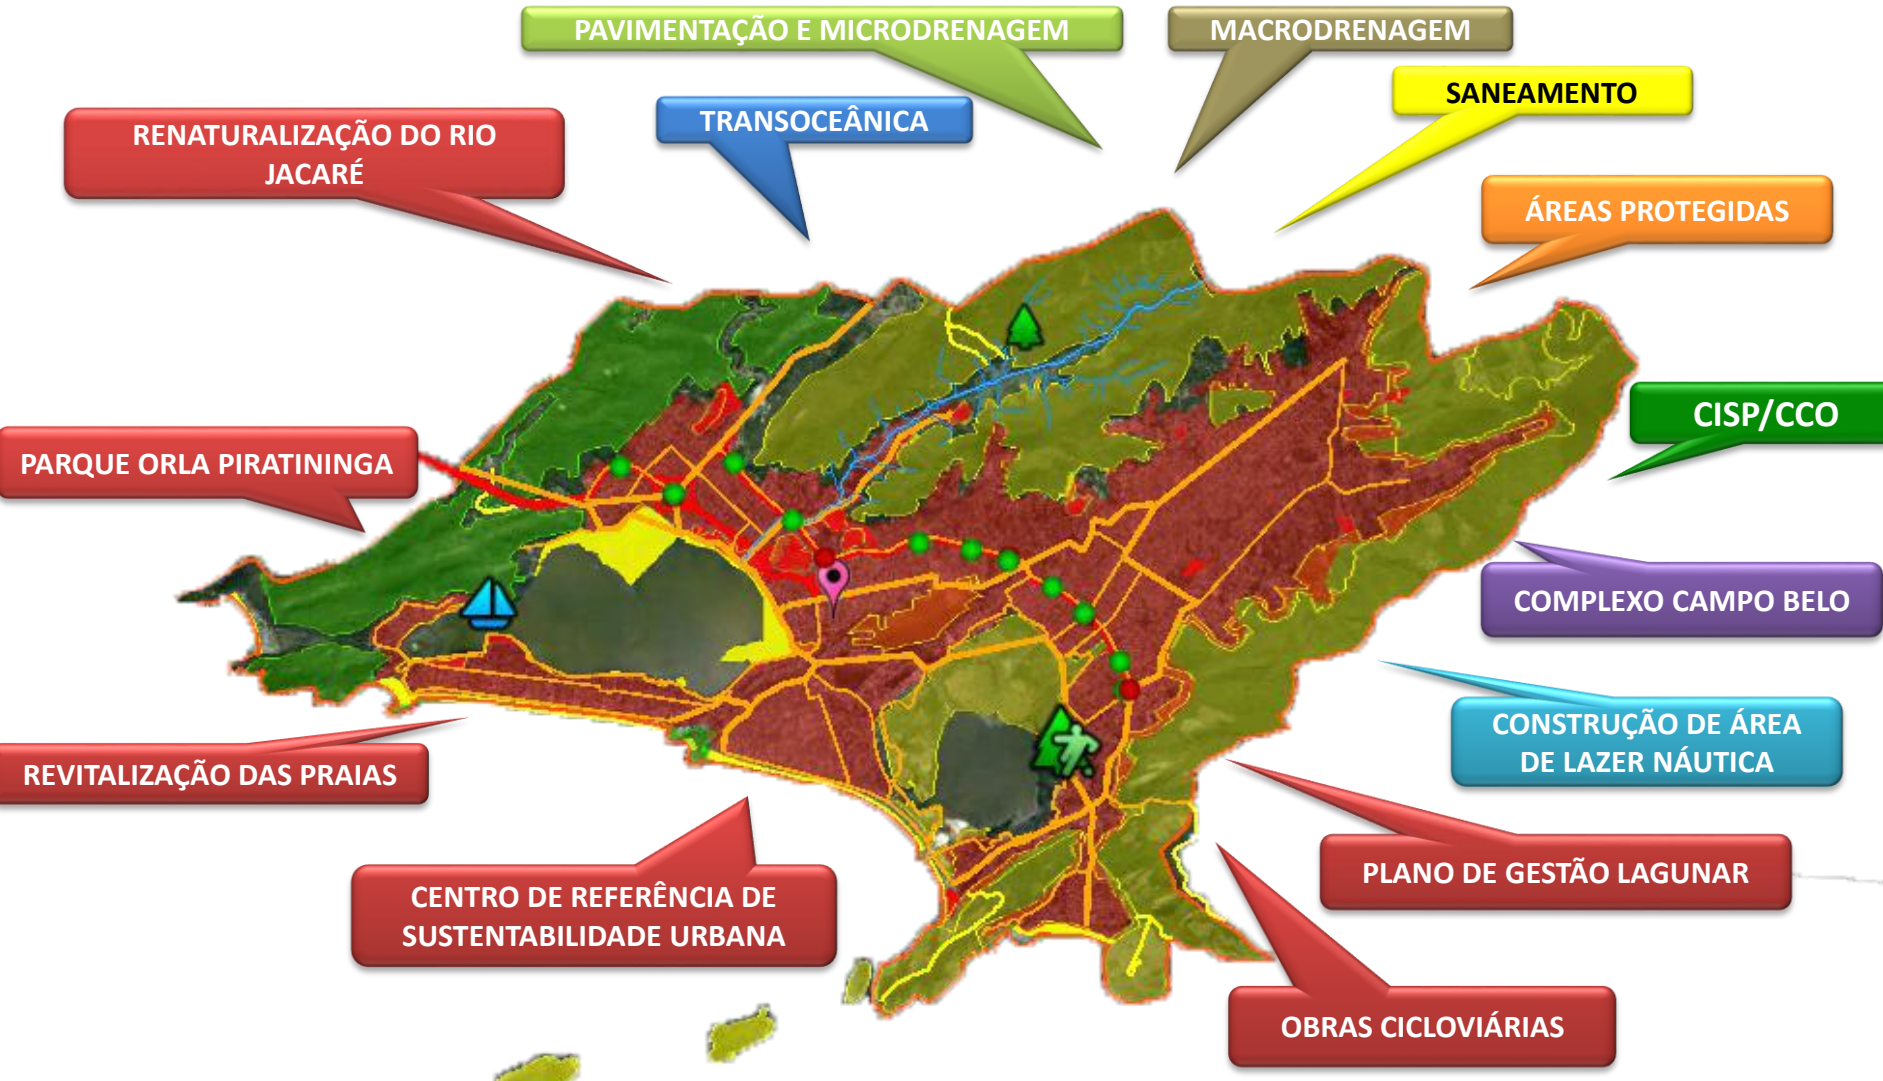 PAVIMENTAÇÃO E MICRODRENAGEM
MACRODRENAGEM
SANEAMENTO
TRANSOCEÂNICA
RENATURALIZAÇÃO DO RIO
JACARÉ
ÁREAS PROTEGIDAS
CISP/CCO
PARQUE ORLA PIRATININGA
COMPLEXO CAMPO BELO
CONSTRUÇÃO DE ÁREA
DE LAZER NÁUTICA
REVITALIZAÇÃO DAS PRAIAS
PLANO DE GESTÃO LAGUNAR
CENTRO DE REFERÊNCIA DE
SUSTENTABILIDADE URBANA
OBRAS CICLOVIÁRIAS